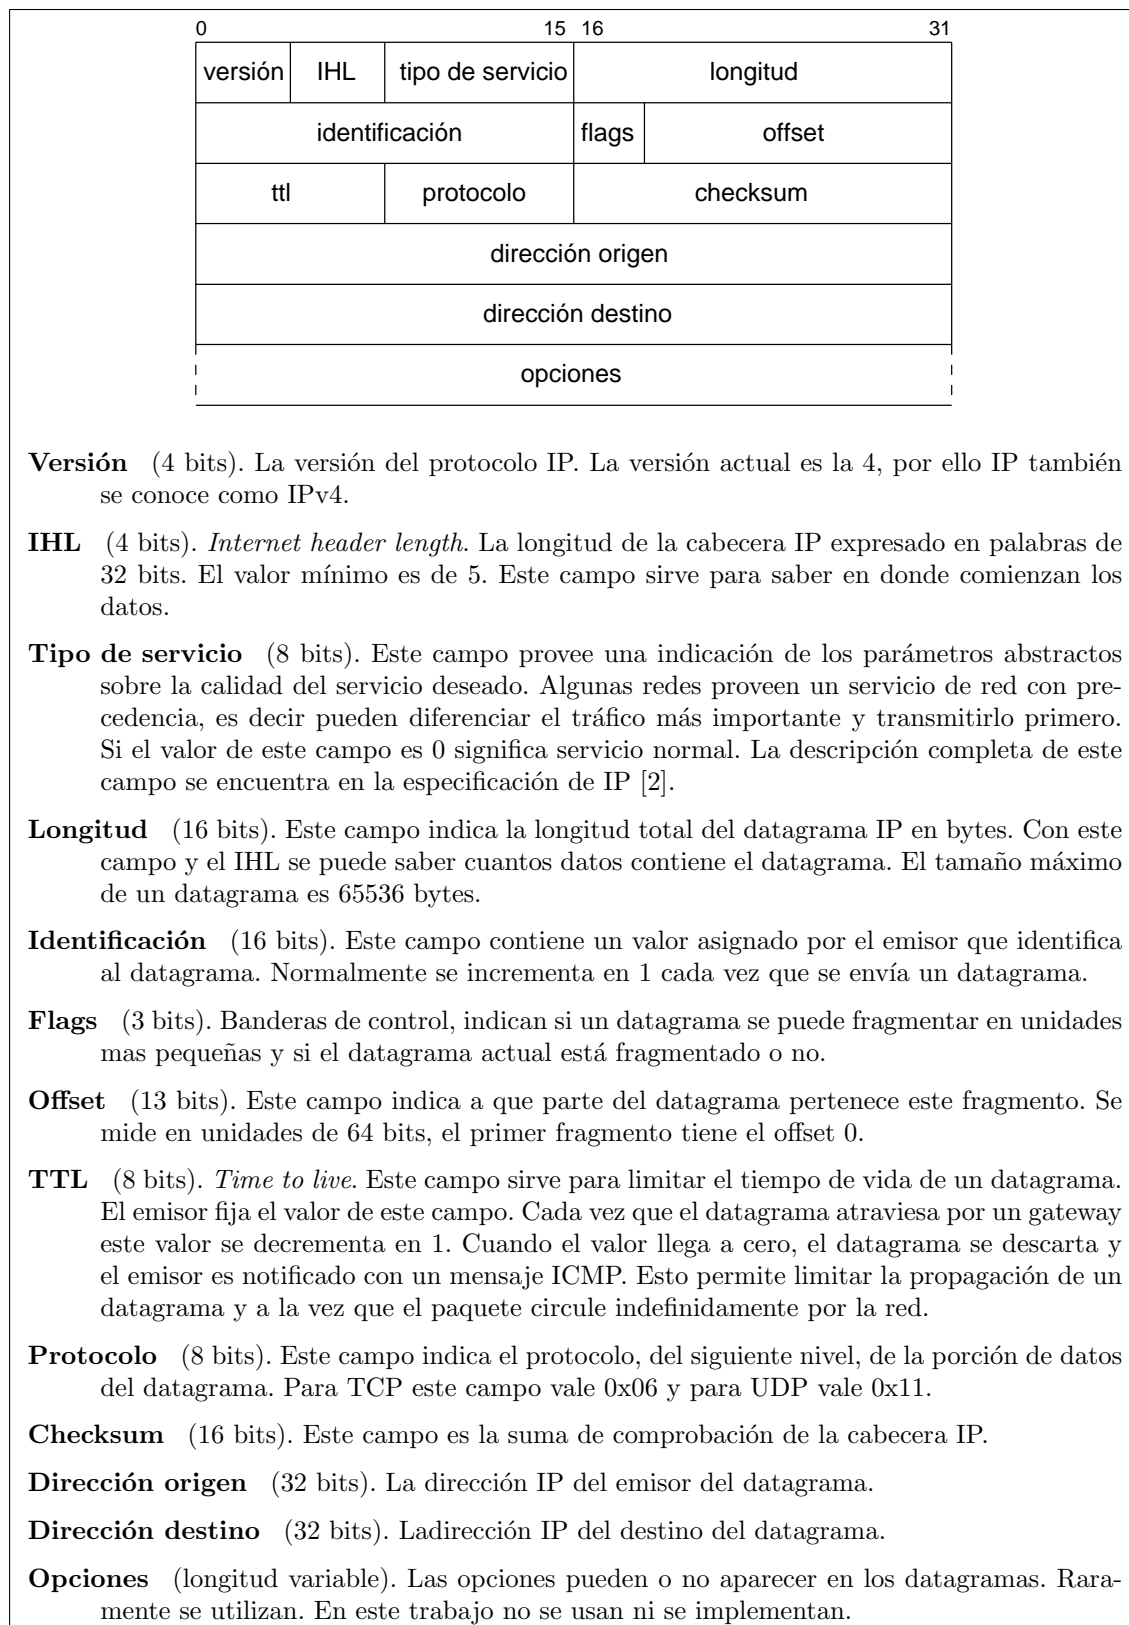 0 15 16 31
versión IHL tipo de servicio longitud
identificación flags offset
ttl protocolo checksum
dirección origen
dirección destino
opciones
Versión (4 bits). La versión del protocolo IP. La versión actual es la 4, por ello IP también
se conoce como IPv4.
IHL (4 bits). Internet header length. La longitud de la cabecera IP expresado en palabras de
32 bits. El valor mínimo es de 5. Este campo sirve para saber en donde comienzan los
datos.
Tipo de servicio (8 bits). Este campo provee una indicación de los parámetros abstractos
sobre la calidad del servicio deseado. Algunas redes proveen un servicio de red con pre-
cedencia, es decir pueden diferenciar el tráfico más importante y transmitirlo primero.
Si el valor de este campo es 0 significa servicio normal. La descripción completa de este
campo se encuentra en la especificación de IP [2].
Longitud (16 bits). Este campo indica la longitud total del datagrama IP en bytes. Con este
campo y el IHL se puede saber cuantos datos contiene el datagrama. El tamaño máximo
de un datagrama es 65536 bytes.
Identificación (16 bits). Este campo contiene un valor asignado por el emisor que identifica
al datagrama. Normalmente se incrementa en 1 cada vez que se envía un datagrama.
Flags (3 bits). Banderas de control, indican si un datagrama se puede fragmentar en unidades
mas pequeñas y si el datagrama actual está fragmentado o no.
Offset (13 bits). Este campo indica a que parte del datagrama pertenece este fragmento. Se
mide en unidades de 64 bits, el primer fragmento tiene el offset 0.
TTL (8 bits). Time to live. Este campo sirve para limitar el tiempo de vida de un datagrama.
El emisor fija el valor de este campo. Cada vez que el datagrama atraviesa por un gateway
este valor se decrementa en 1. Cuando el valor llega a cero, el datagrama se descarta y
el emisor es notificado con un mensaje ICMP. Esto permite limitar la propagación de un
datagrama y a la vez que el paquete circule indefinidamente por la red.
Protocolo (8 bits). Este campo indica el protocolo, del siguiente nivel, de la porción de datos
del datagrama. Para TCP este campo vale 0x06 y para UDP vale 0x11.
Checksum (16 bits). Este campo es la suma de comprobación de la cabecera IP.
Dirección origen (32 bits). La dirección IP del emisor del datagrama.
Dirección destino (32 bits). Ladirección IP del destino del datagrama.
Opciones (longitud variable). Las opciones pueden o no aparecer en los datagramas. Rara-
mente se utilizan. En este trabajo no se usan ni se implementan.